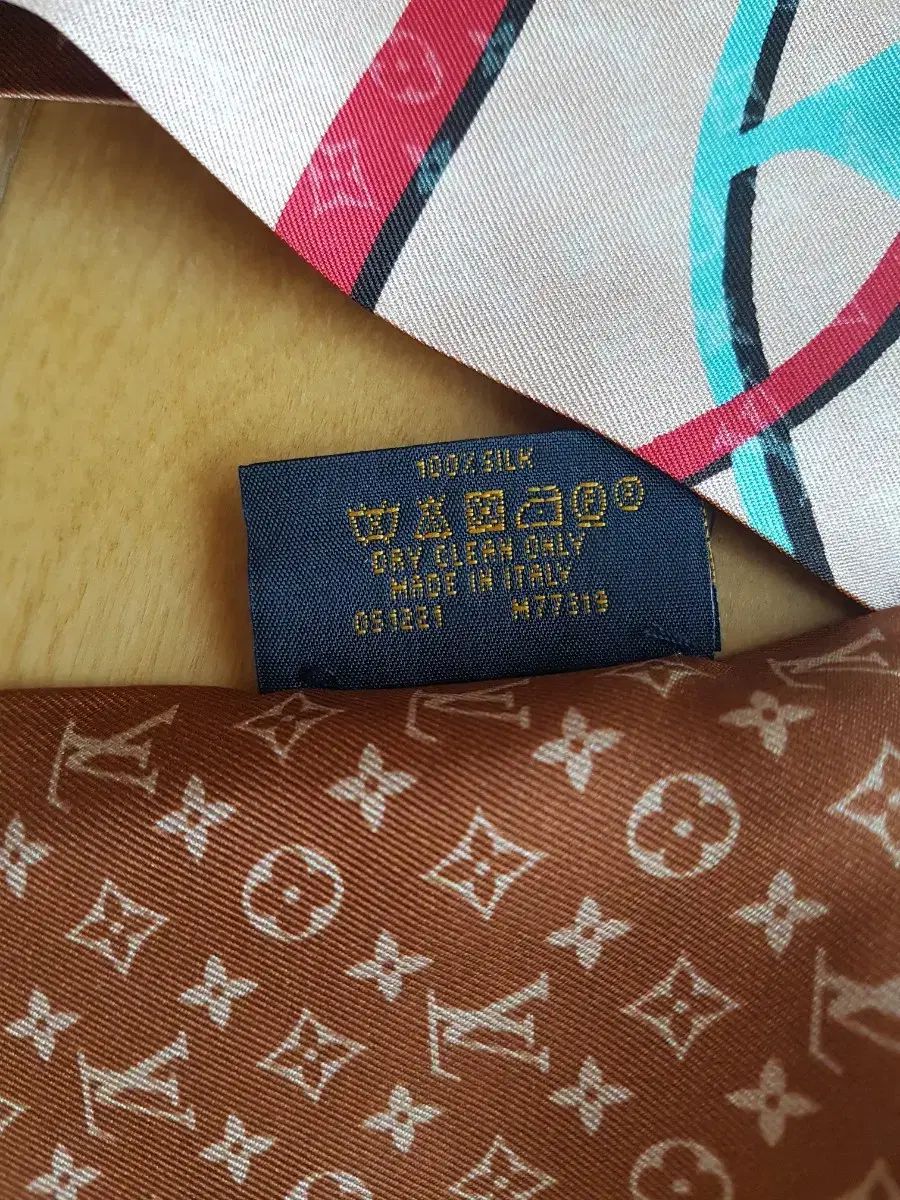 100% SILK
DRY CLEAN ONLY
MADE IN ITALY
051221 M77319